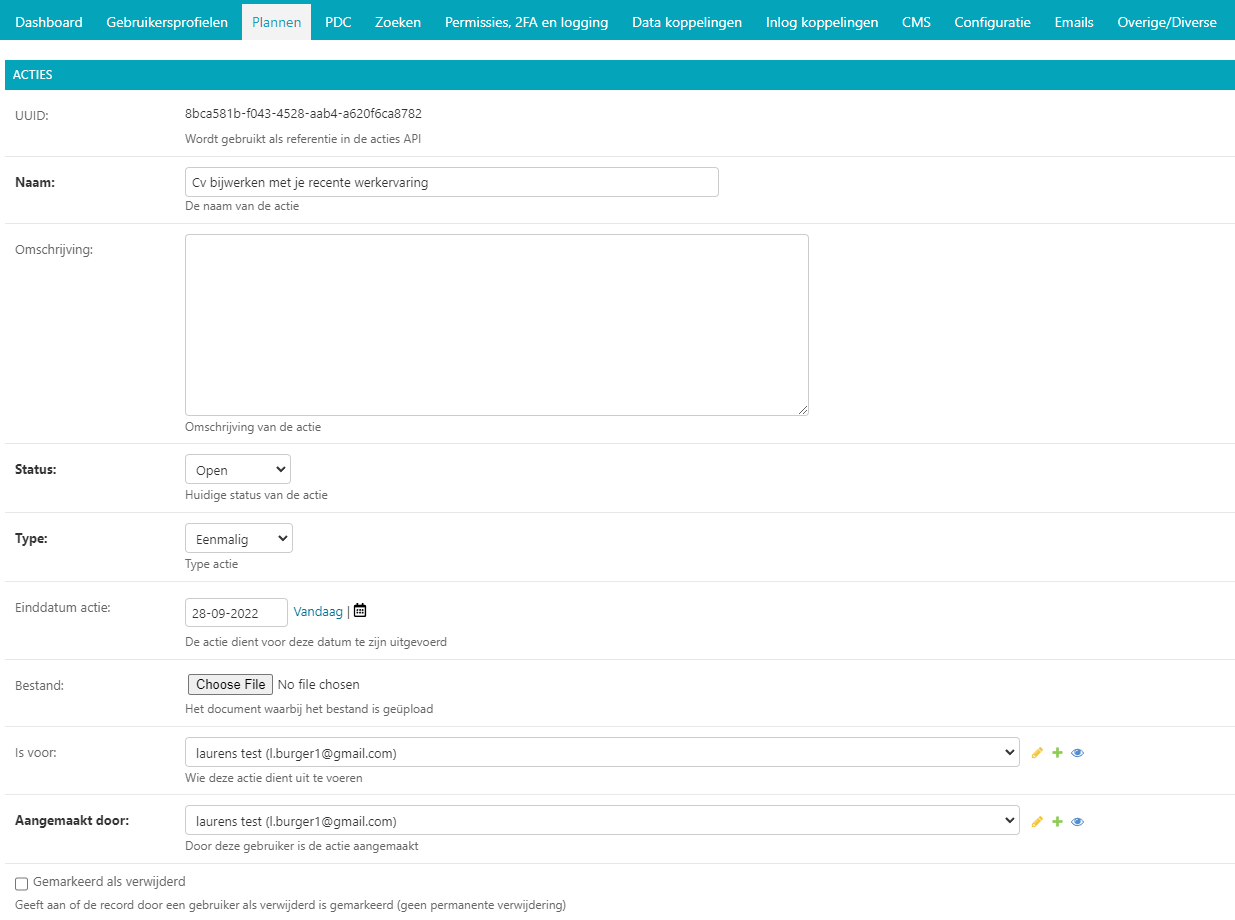 Dashboard Gebruikersprofielen Plannen PDC Zoeken Permissies, 2FA en logging Data koppelingen Inlog koppelingen CMS Configuratie Emails Overige/Diverse
ACTIES
UUID: 8bca581b-f043-4528-aab4-a620f6ca8782
Wordt gebruikt als referentie in de acties API
Naam: Cv bijwerken met je recente werkervaring
De naam van de actie
Omschrijving:
Omschrijving van de actie
Status: Open
Huidige status van de actie
Type: Eenmalig
Type actie
Einddatum actie: 28-09-2022 Vandaag |
De actie dient voor deze datum te zijn uitgevoerd
Bestand: Choose File No file chosen
Het document waarbij het bestand is geüpload
Is voor: laurens test (l.burger1@gmail.com)
Wie deze actie dient uit te voeren
Aangemaakt door: laurens test (l.burger1@gmail.com)
Door deze gebruiker is de actie aangemaakt
Gemarkeerd als verwijderd
Geeft aan of de record door een gebruiker als verwijderd is gemarkeerd (geen permanente verwijdering)